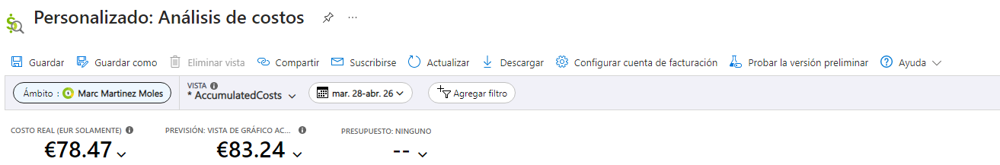 Personalizado: Análisis de costos
Guardar Guardar como Eliminar vista Compartir Suscribirse Actualizar Descargar Configurar cuenta de facturación Probar la versión preliminar Ayuda
Ámbito : Marc Martinez Moles VISTA * AccumulatedCosts mar. 28-abr. 26 Agregar filtro
COSTO REAL (EUR SOLAMENTE) PREVISIÓN: VISTA DE GRÁFICO AC... PRESUPUESTO: NINGUNO
€78.47 €83.24 --